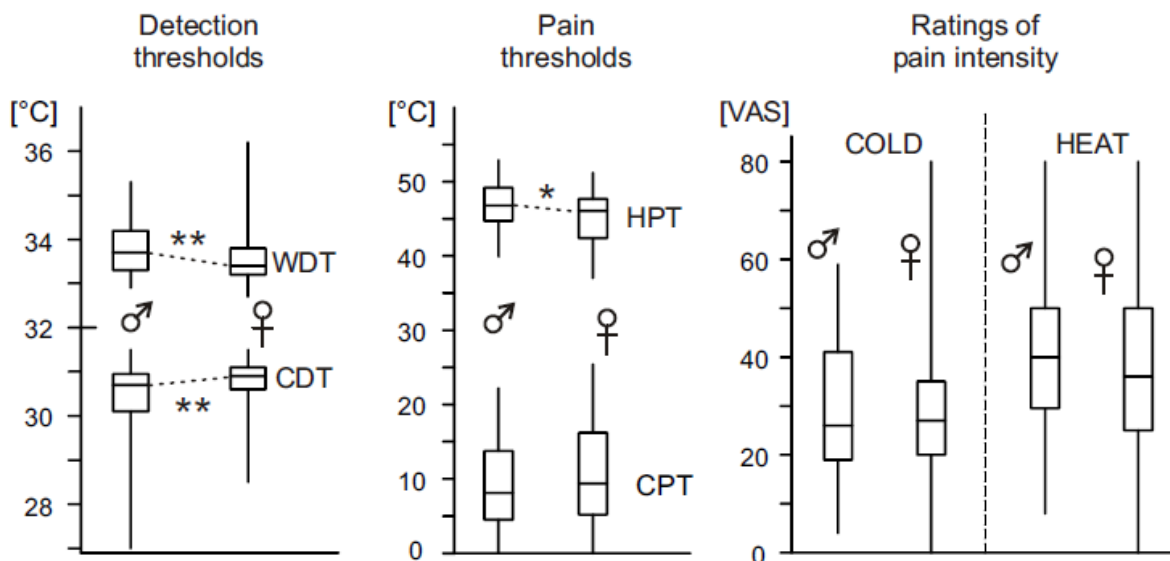 Detection
thresholds
[°C]
36
34
32
30
28
**
WDT
♂
♀
CDT
**
Pain
thresholds
[°C]
50
40
30
20
10
0
*
HPT
♂
♀
CPT
Ratings of
pain intensity
[VAS]
80
60
40
20
0
COLD
HEAT
♂
♀
♂
♀